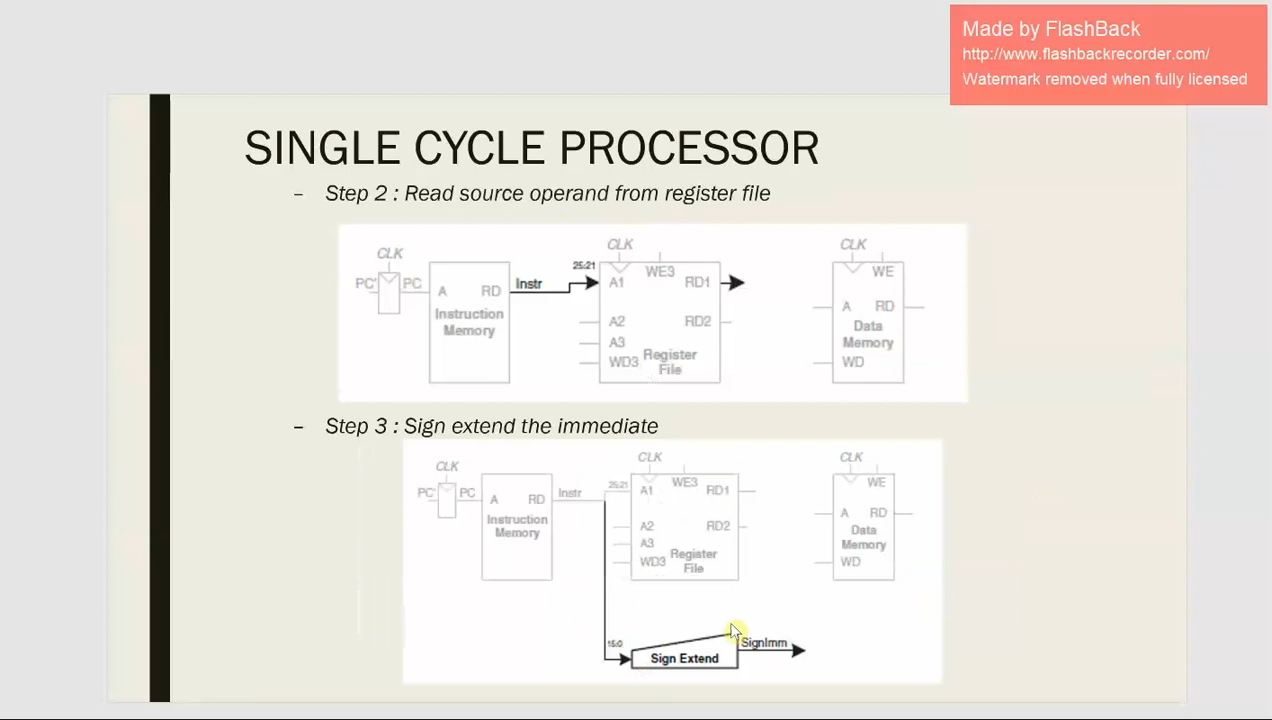 Made by FlashBack
http://www.flashbackrecorder.com/
Watermark removed when fully licensed
SINGLE CYCLE PROCESSOR
– Step 2 : Read source operand from register file
CLK
CLK
CLK
PC' PC
A RD
Instruction
Memory
Instr
25:21
A1 WE3 RD1
A2 RD2
A3
WD3 Register
File
WE
A RD
Data
Memory
WD
– Step 3 : Sign extend the immediate
CLK
CLK
CLK
PC' PC
A RD
Instruction
Memory
Instr
25:21
A1 WE3 RD1
A2 RD2
A3
WD3 Register
File
WE
A RD
Data
Memory
WD
15:0
Sign Extend
SignImm